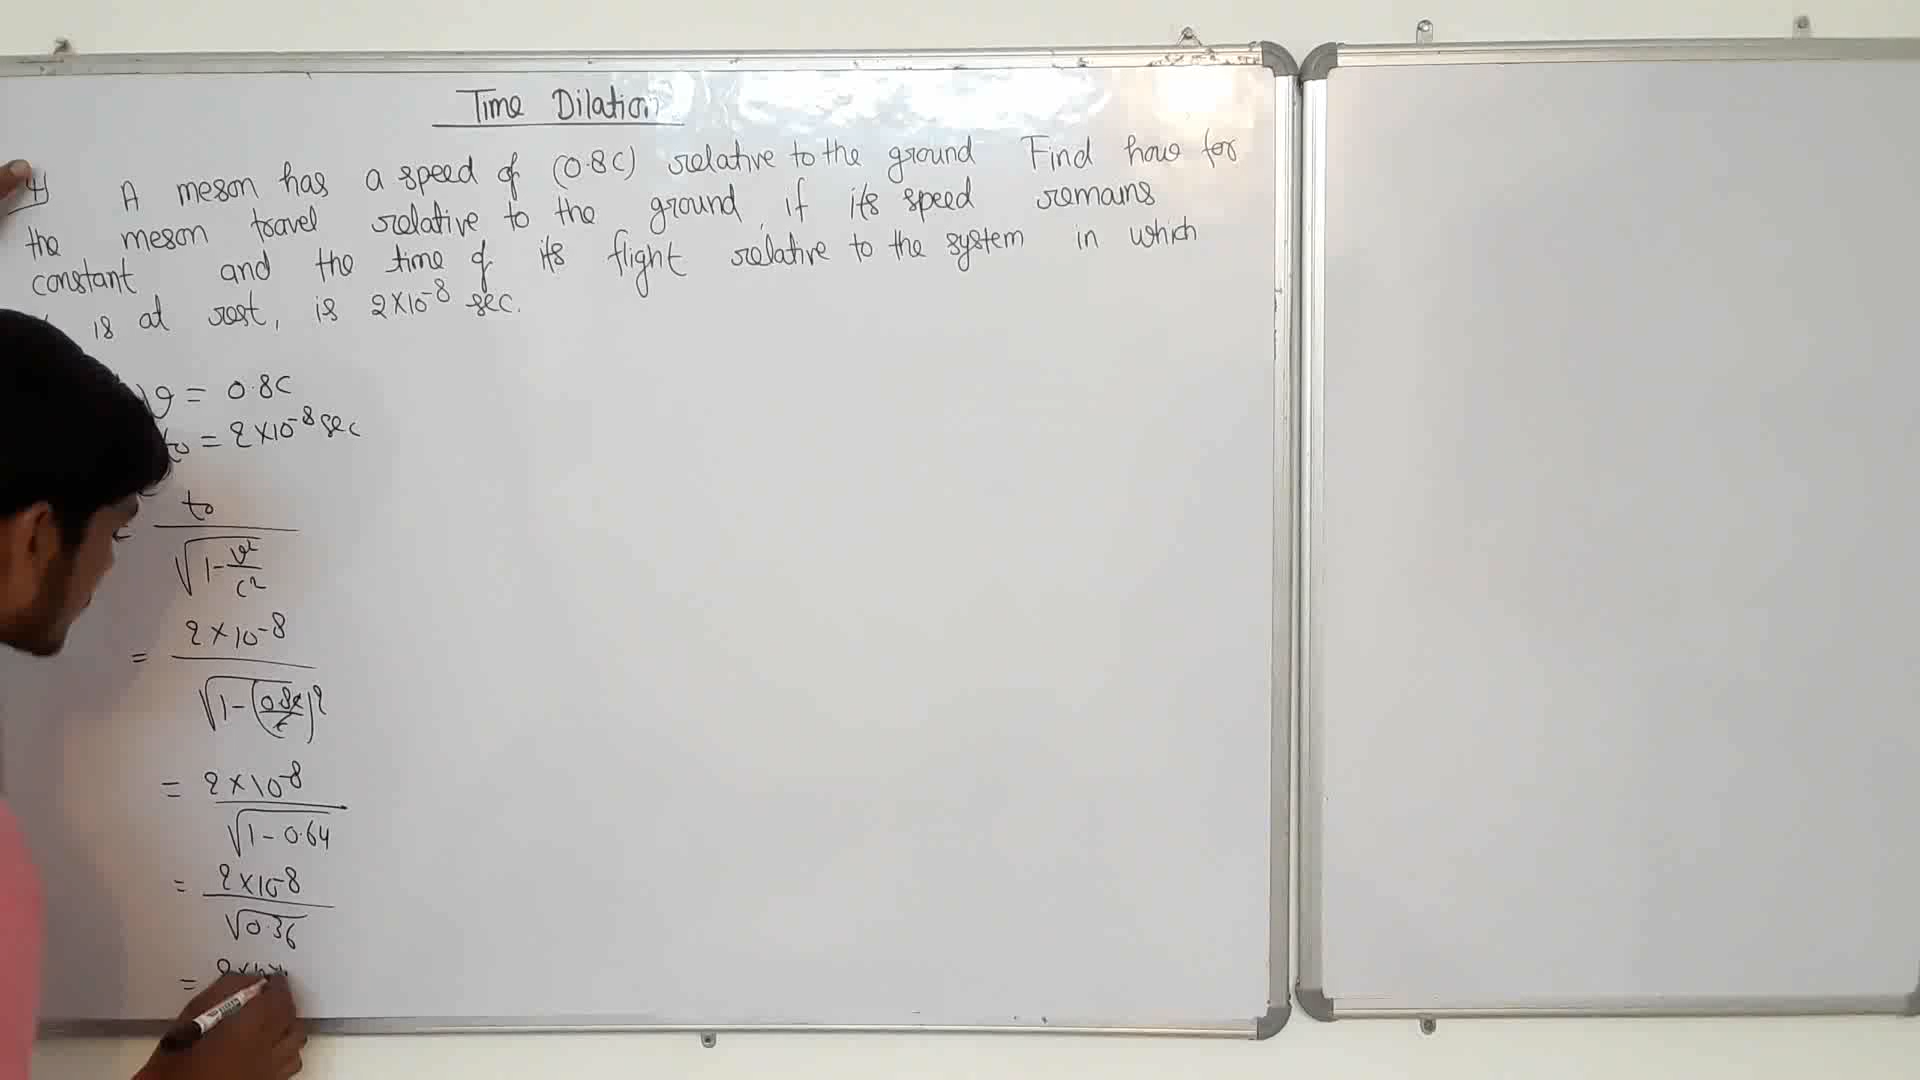 Time Dilation
4) A meson has a speed of (0.8C) relative to the ground Find how far
the meson travel relative to the ground, if its speed remains
constant and the time of its flight relative to the system in which
is at rest, is 2×10⁻⁸ sec.
v = 0.8C
t₀ = 2×10⁻⁸ sec
t₀
√1-v²/c²
= 2×10⁻⁸
√1-(0.8c/c)²
= 2×10⁻⁸
√1-0.64
= 2×10⁻⁸
√0.36
=